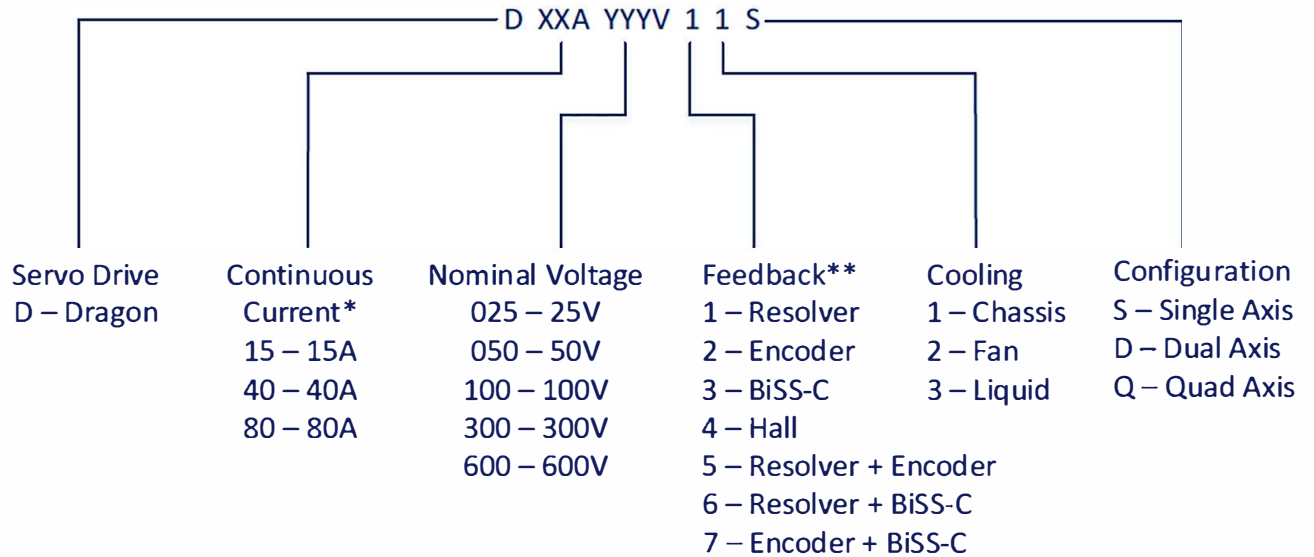 D XXA YYYV 1 1 S
Servo Drive
D – Dragon
Continuous
Current*
15 – 15A
40 – 40A
80 – 80A
Nominal Voltage
025 – 25V
050 – 50V
100 – 100V
300 – 300V
600 – 600V
Feedback**
1 – Resolver
2 – Encoder
3 – BiSS-C
4 – Hall
5 – Resolver + Encoder
6 – Resolver + BiSS-C
7 – Encoder + BiSS-C
Cooling
1 – Chassis
2 – Fan
3 – Liquid
Configuration
S – Single Axis
D – Dual Axis
Q – Quad Axis